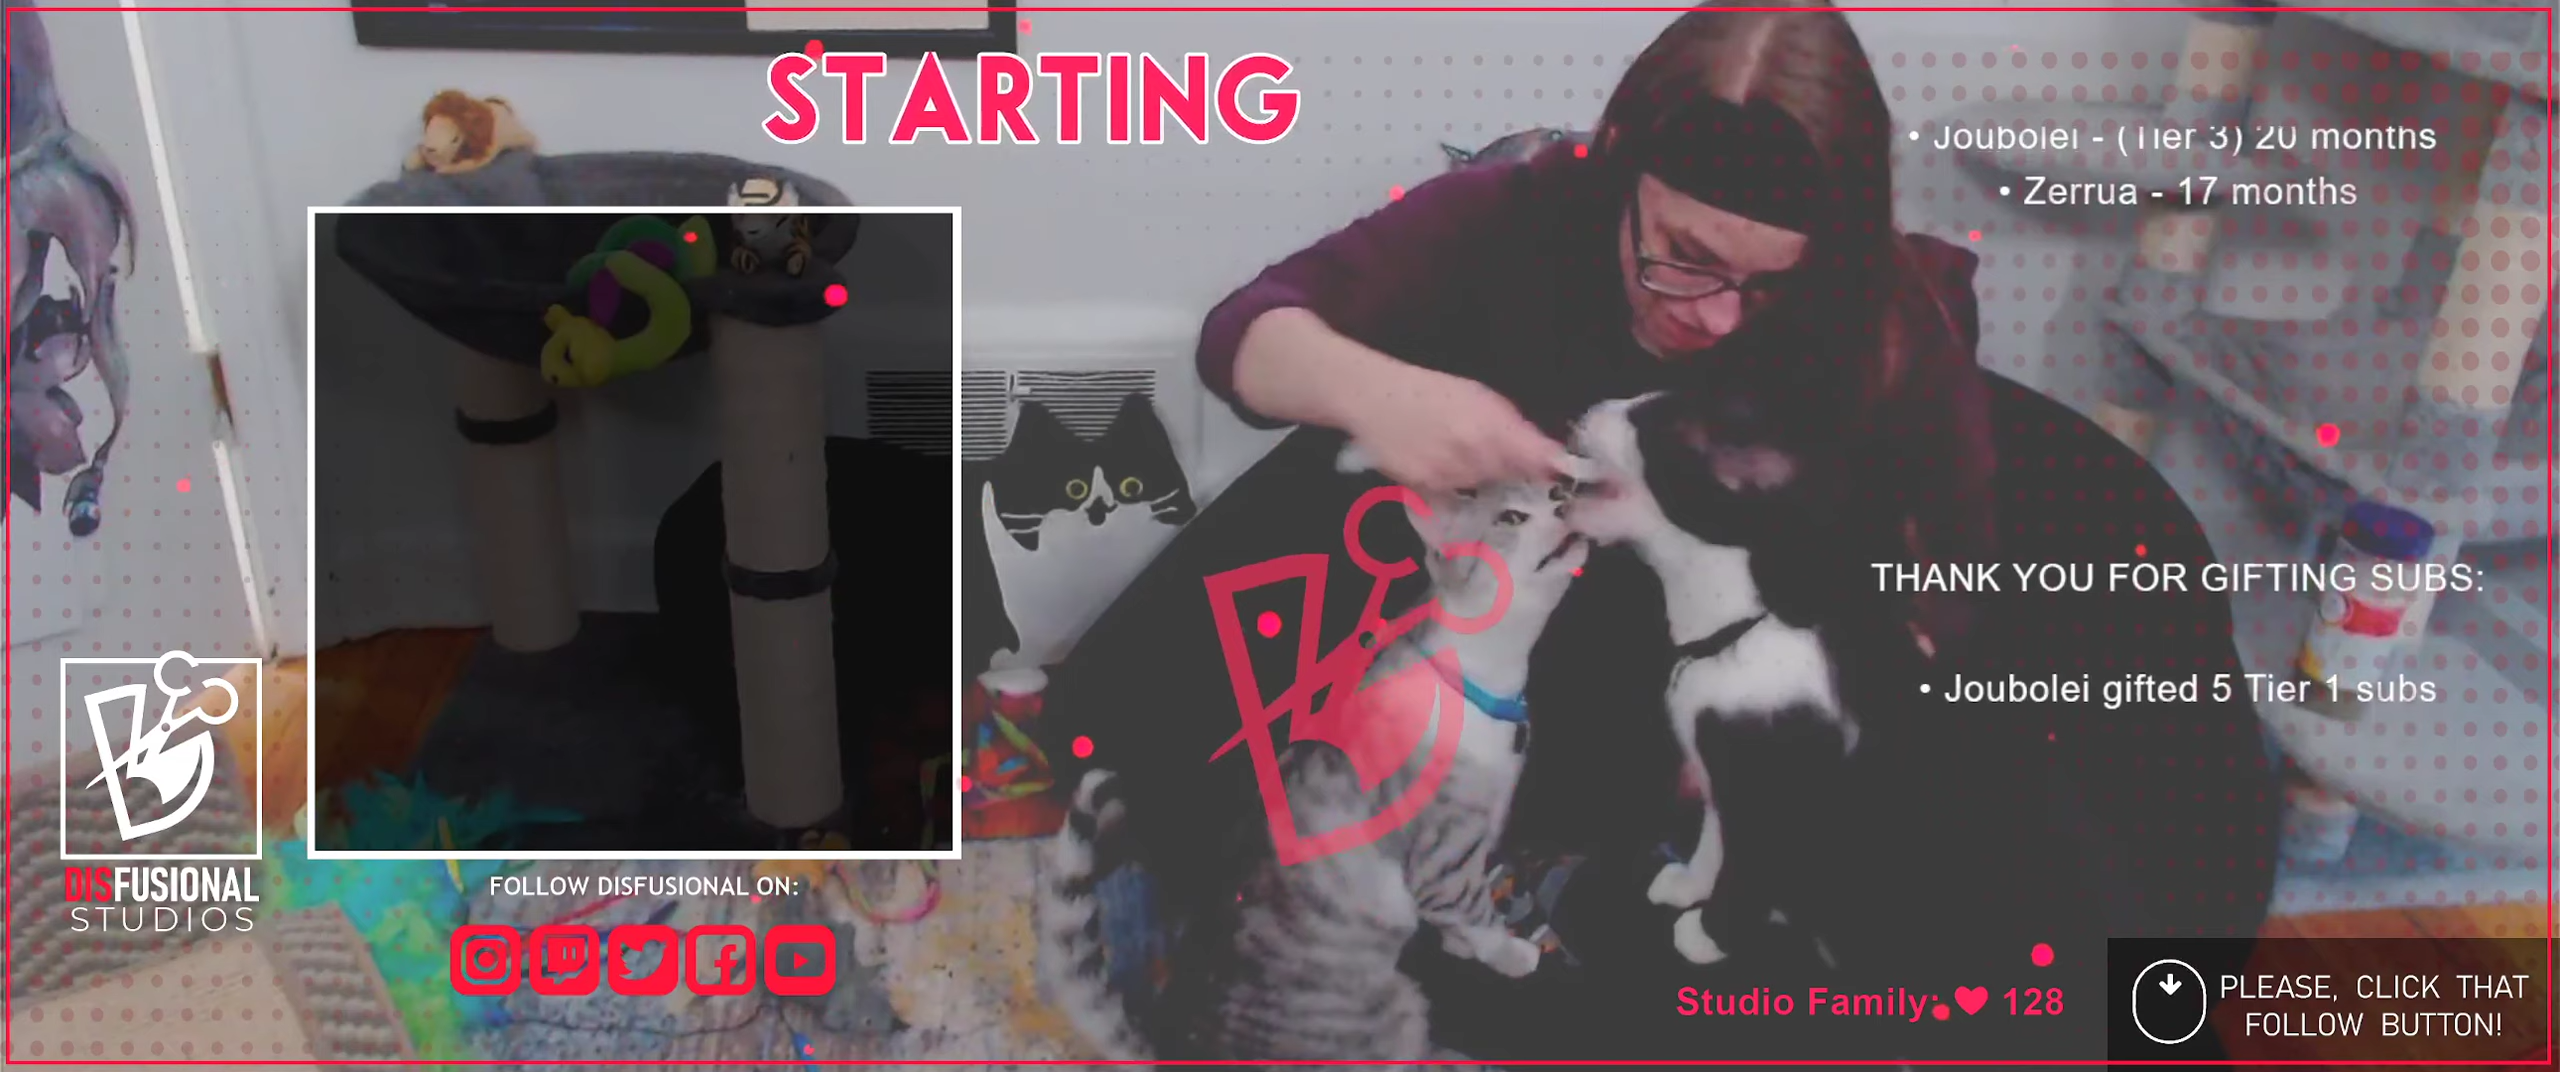 STARTING
• Joubolei - (Tier 3) 20 months
• Zerrua - 17 months
THANK YOU FOR GIFTING SUBS:
• Joubolei gifted 5 Tier 1 subs
DISFUSIONAL
STUDIOS
FOLLOW DISFUSIONAL ON:
Studio Family: ♥ 128
PLEASE, CLICK THAT
FOLLOW BUTTON!